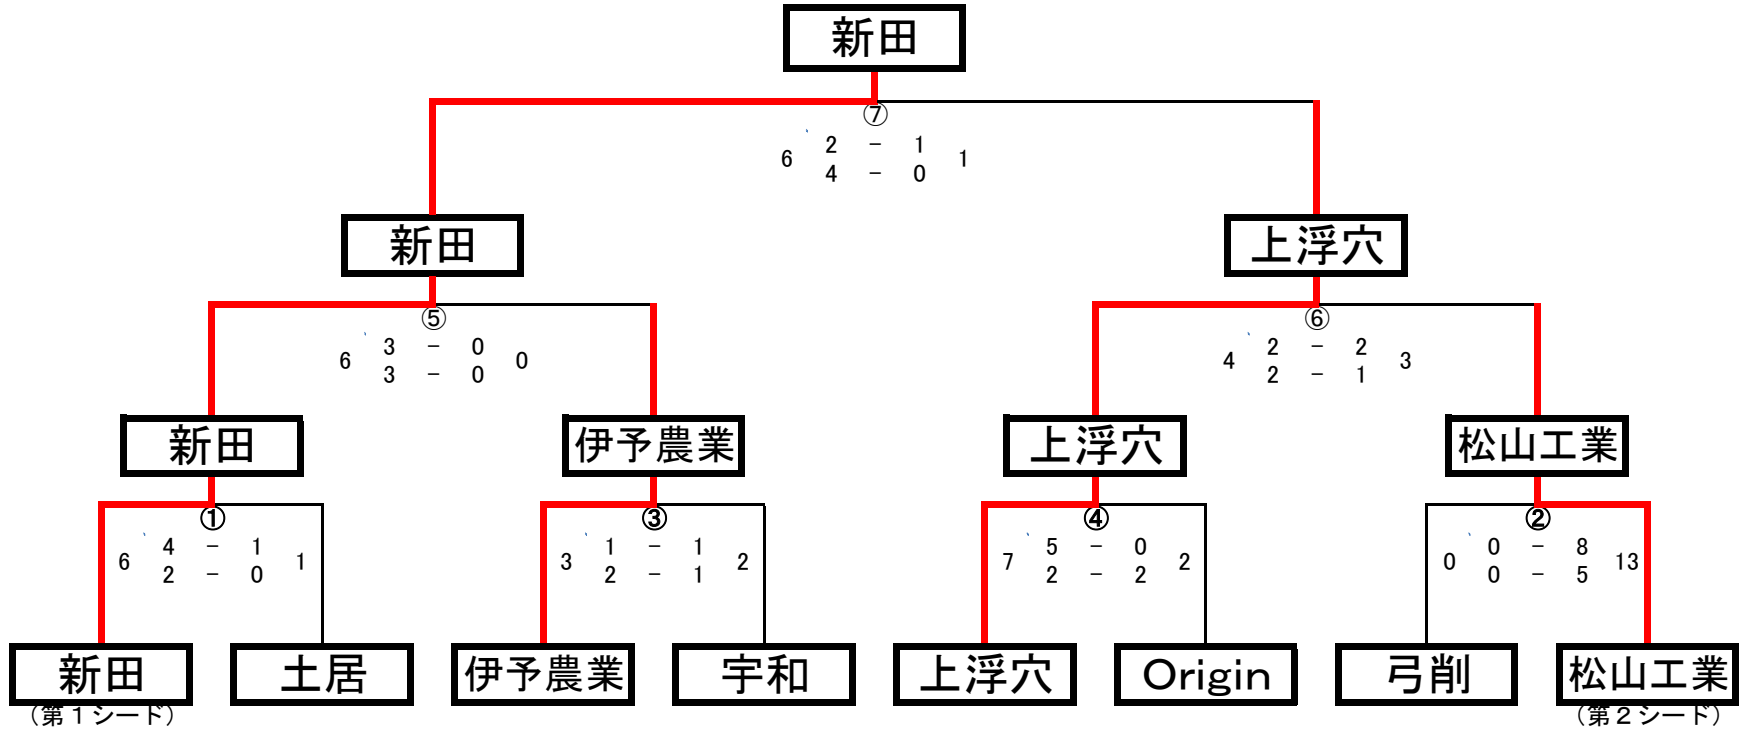 新田
⑦
2 - 1
6 1
4 - 0
新田 上浮穴
⑤ ⑥
3 - 0 2 - 2
6 0 4 3
3 - 0 2 - 1
新田 伊予農業 上浮穴 松山工業
① ③ ④ ②
4 - 1 1 - 1 5 - 0 0 - 8
6 1 3 2 7 2 0 13
2 - 0 2 - 1 2 - 2 0 - 5
新田 土居 伊予農業 宇和 上浮穴 Origin 弓削 松山工業
（第１シード） （第２シード）